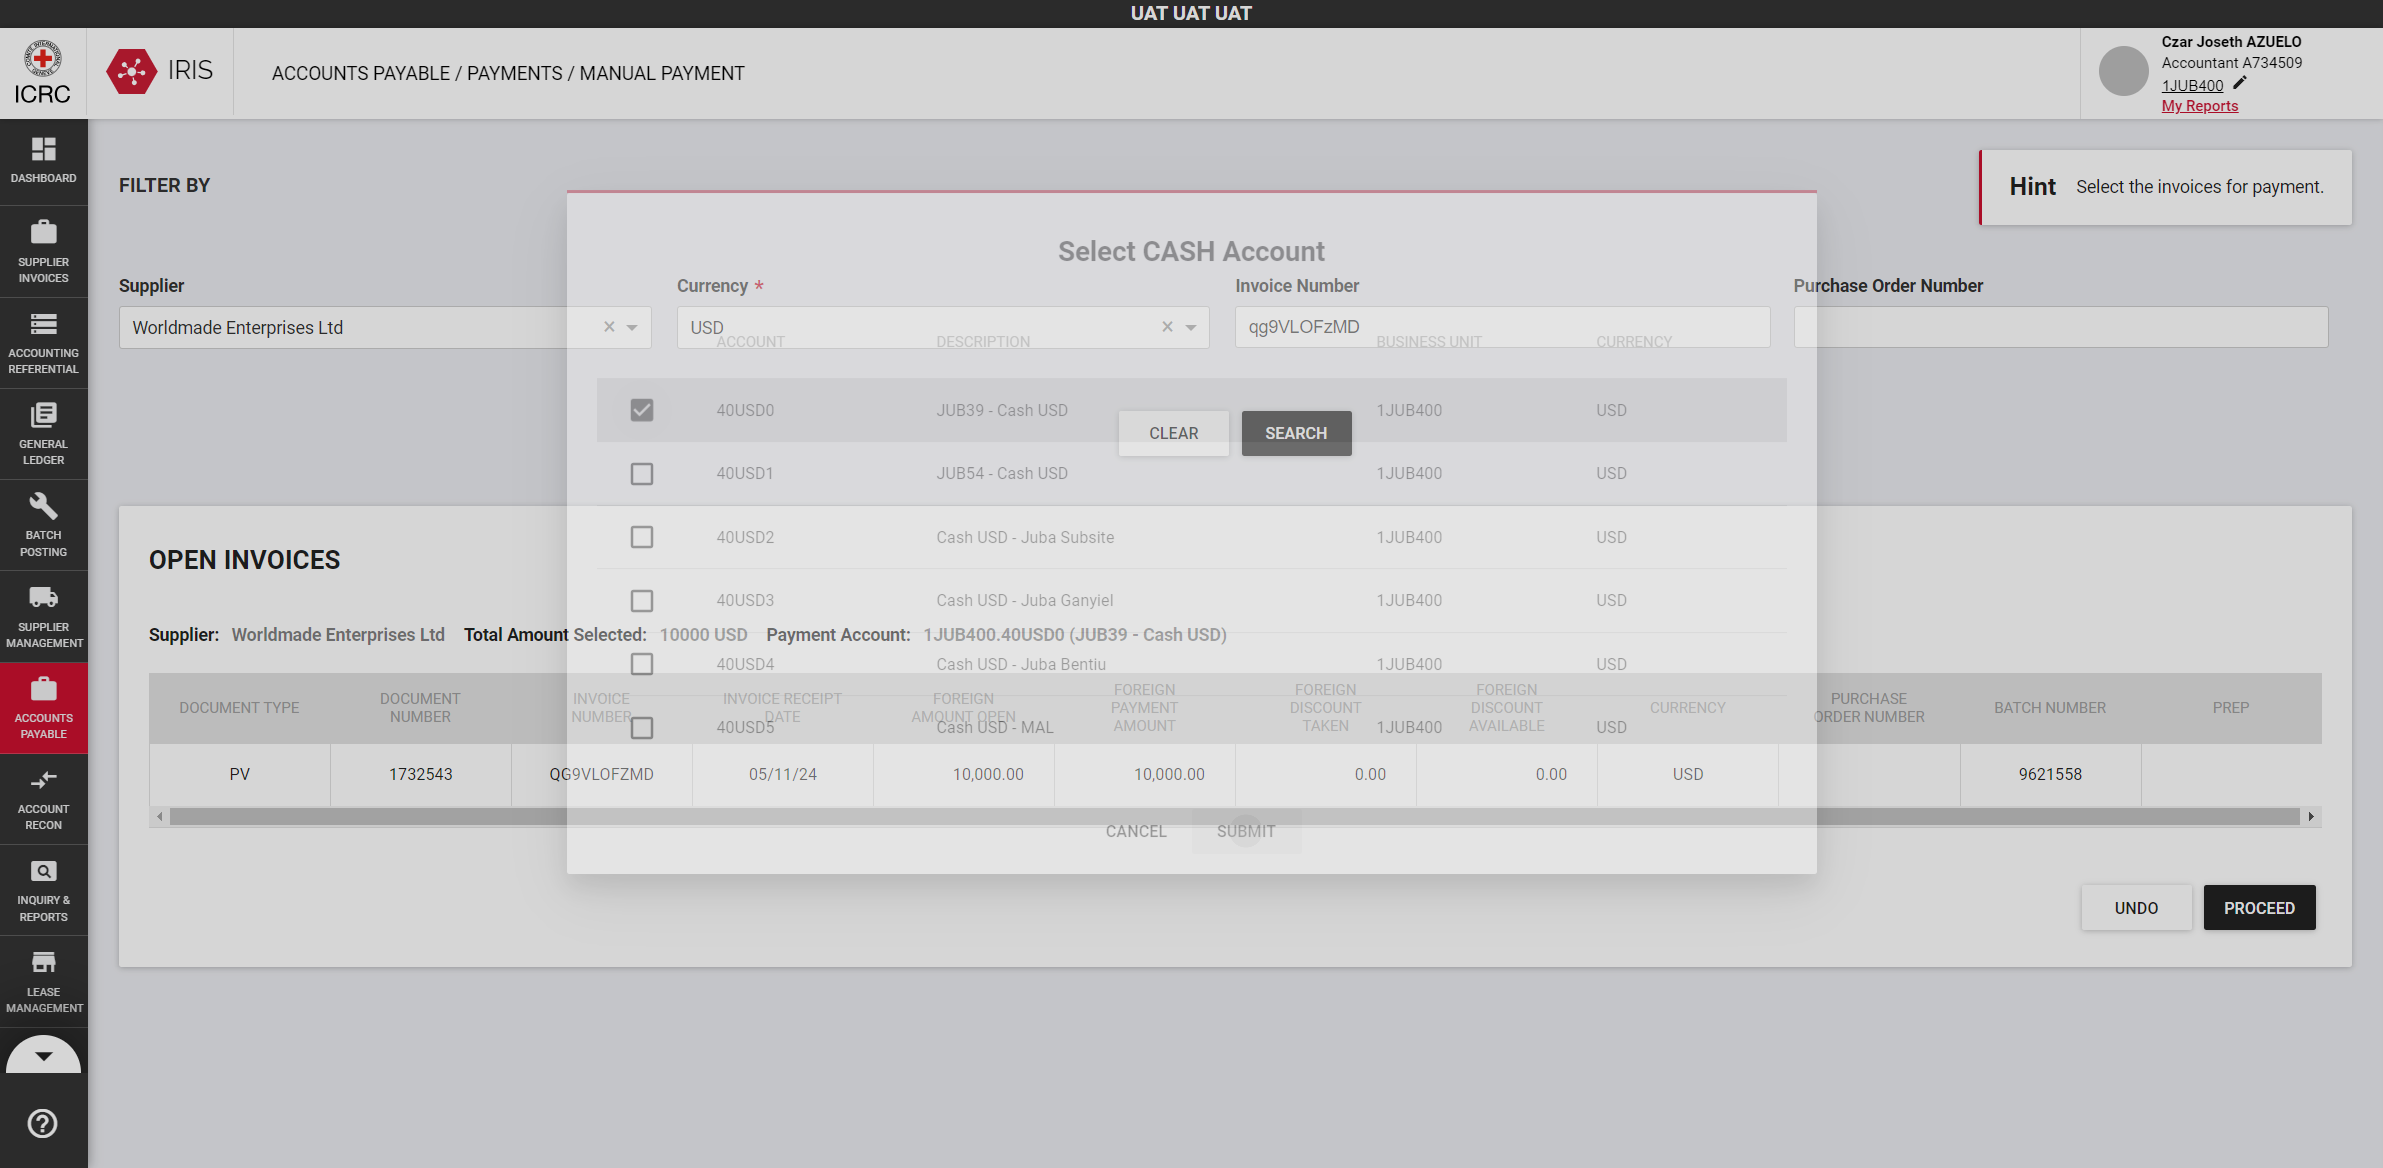 UAT UAT UAT
ICRC
IRIS
ACCOUNTS PAYABLE / PAYMENTS / MANUAL PAYMENT
Czar Joseth AZUELO
Accountant A734509
1JUB400
My Reports
DASHBOARD
SUPPLIER
INVOICES
ACCOUNTING
REFERENTIAL
GENERAL
LEDGER
BATCH
POSTING
SUPPLIER
MANAGEMENT
ACCOUNTS
PAYABLE
ACCOUNT
RECON
INQUIRY &
REPORTS
LEASE
MANAGEMENT
FILTER BY
Hint Select the invoices for payment.
Select CASH Account
Supplier Currency * Invoice Number Purchase Order Number
Worldmade Enterprises Ltd USD qg9VLOFzMD
ACCOUNT DESCRIPTION BUSINESS UNIT CURRENCY
40USD0 JUB39 - Cash USD 1JUB400 USD
CLEAR SEARCH
40USD1 JUB54 - Cash USD 1JUB400 USD
40USD2 Cash USD - Juba Subsite 1JUB400 USD
OPEN INVOICES
40USD3 Cash USD - Juba Ganyiel 1JUB400 USD
Supplier: Worldmade Enterprises Ltd Total Amount Selected: 10000 USD Payment Account: 1JUB400.40USD0 (JUB39 - Cash USD)
40USD4 Cash USD - Juba Bentiu 1JUB400 USD
DOCUMENT TYPE
DOCUMENT
NUMBER
INVOICE
NUMBER
INVOICE RECEIPT
DATE
FOREIGN
AMOUNT OPEN
FOREIGN
PAYMENT
AMOUNT
FOREIGN
DISCOUNT
TAKEN
FOREIGN
DISCOUNT
AVAILABLE
CURRENCY
PURCHASE
ORDER NUMBER
BATCH NUMBER
PREP
40USD5 Cash USD - MAL 1JUB400 USD
PV 1732543 QG9VLOFZMD 05/11/24 10,000.00 10,000.00 0.00 0.00 USD 9621558
CANCEL SUBMIT
UNDO PROCEED